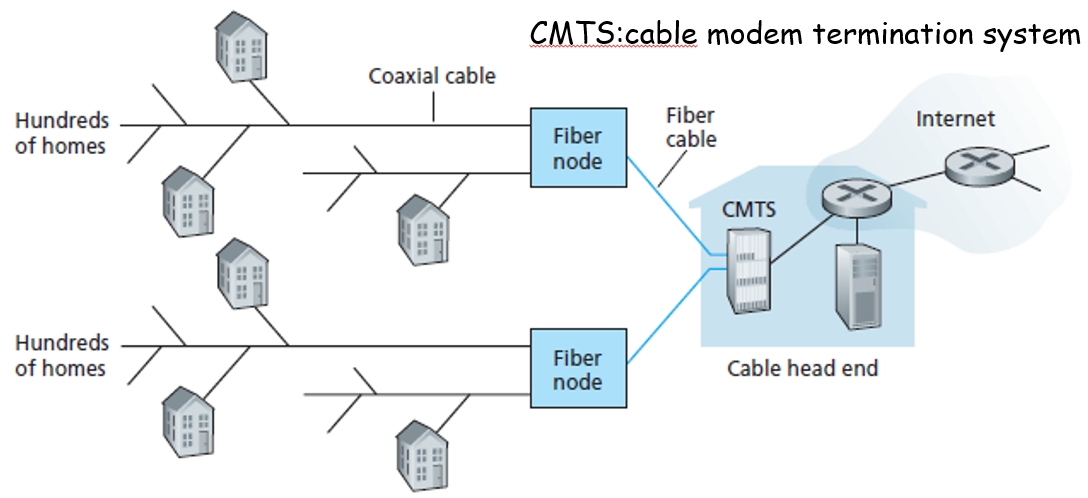 CMTS:cable modem termination system
Coaxial cable
Hundreds
of homes
Fiber
node
Fiber
cable
Internet
CMTS
Hundreds
of homes
Fiber
node
Cable head end